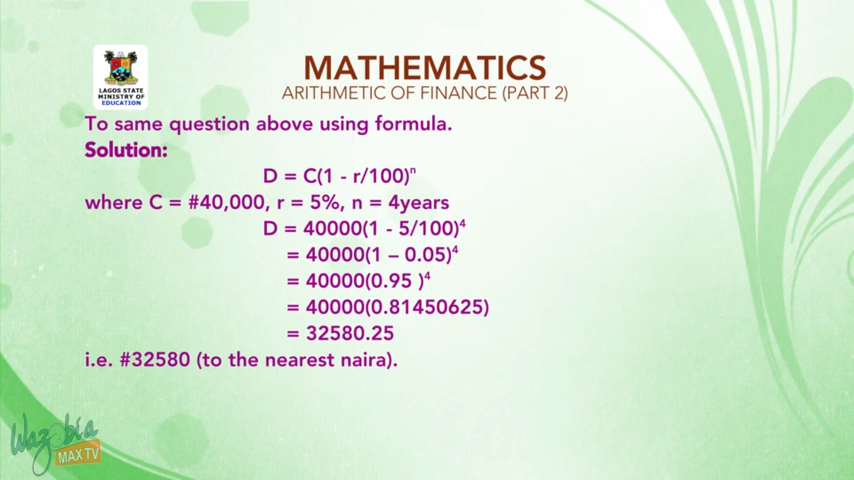 LAGOS STATE
MINISTRY OF
EDUCATION
MATHEMATICS
ARITHMETIC OF FINANCE (PART 2)
To same question above using formula.
Solution:
D = C(1 - r/100)ⁿ
where C = #40,000, r = 5%, n = 4years
D = 40000(1 - 5/100)⁴
= 40000(1 – 0.05)⁴
= 40000(0.95 )⁴
= 40000(0.81450625)
= 32580.25
i.e. #32580 (to the nearest naira).
Wazobia
MAX TV